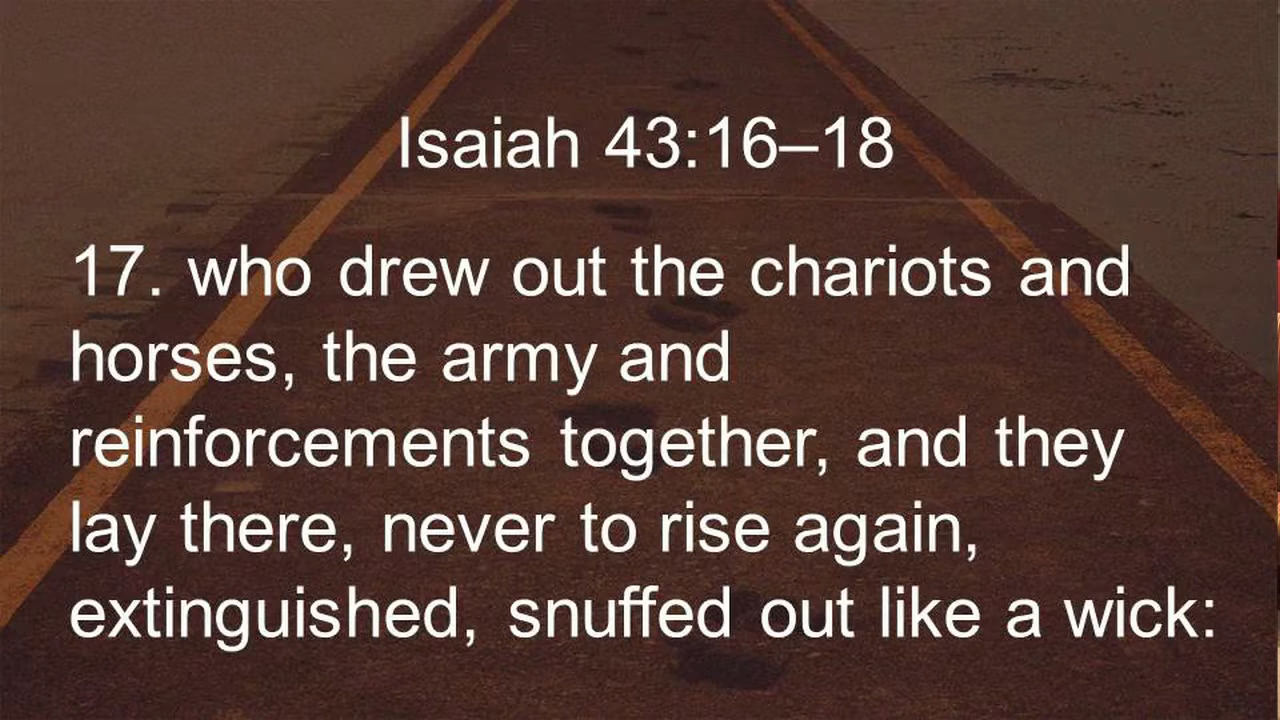 Isaiah 43:16–18
17. who drew out the chariots and
horses, the army and
reinforcements together, and they
lay there, never to rise again,
extinguished, snuffed out like a wick: